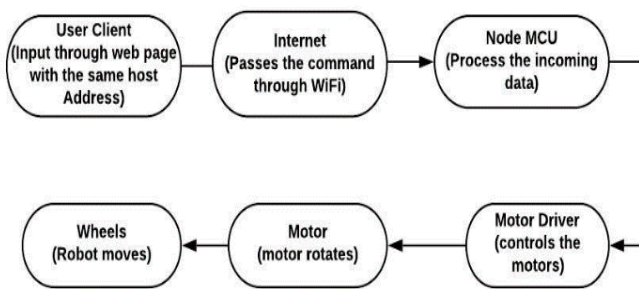 User Client
(Input through web page
with the same host
Address)
Internet
(Passes the command
through WiFi)
Node MCU
(Process the incoming
data)
Motor Driver
(controls the
motors)
Motor
(motor rotates)
Wheels
(Robot moves)